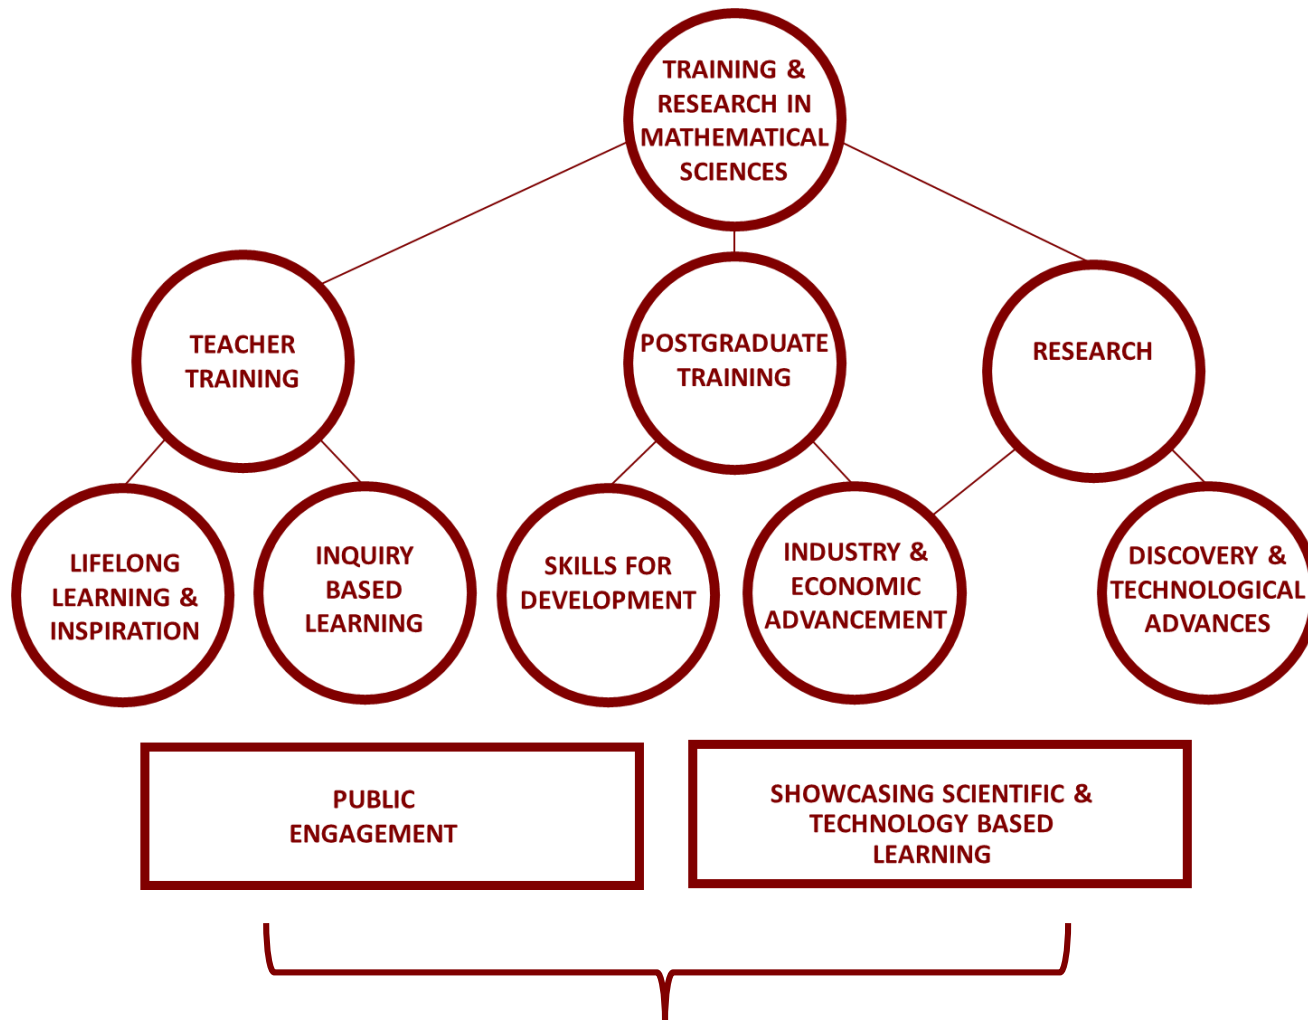 TRAINING &
RESEARCH IN
MATHEMATICAL
SCIENCES
TEACHER
TRAINING
POSTGRADUATE
TRAINING
RESEARCH
LIFELONG
LEARNING &
INSPIRATION
INQUIRY
BASED
LEARNING
SKILLS FOR
DEVELOPMENT
INDUSTRY &
ECONOMIC
ADVANCEMENT
DISCOVERY &
TECHNOLOGICAL
ADVANCES
PUBLIC
ENGAGEMENT
SHOWCASING SCIENTIFIC &
TECHNOLOGY BASED
LEARNING